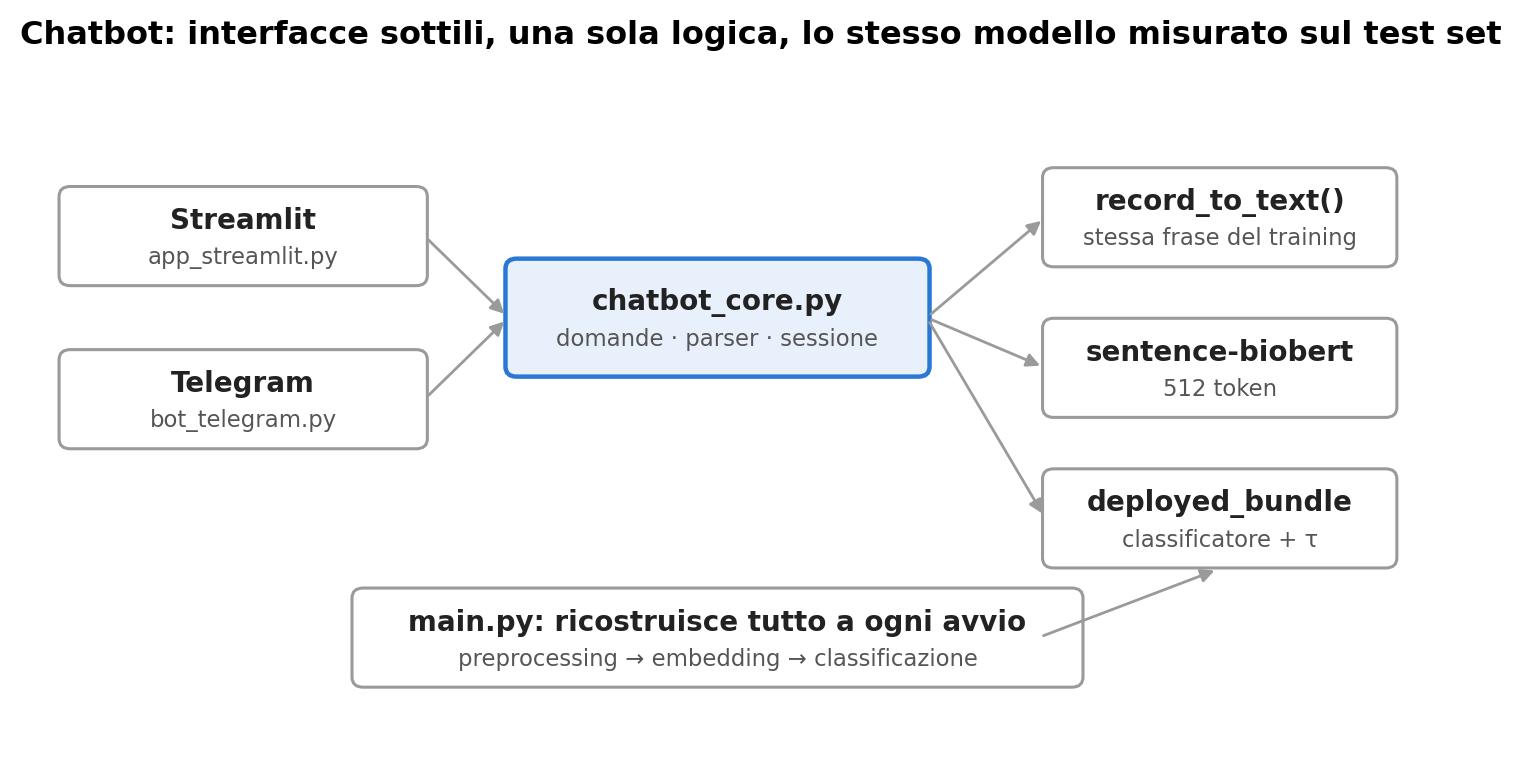 Chatbot: interfacce sottili, una sola logica, lo stesso modello misurato sul test set
Streamlit
app_streamlit.py
Telegram
bot_telegram.py
chatbot_core.py
domande · parser · sessione
record_to_text()
stessa frase del training
sentence-biobert
512 token
deployed_bundle
classificatore + τ
main.py: ricostruisce tutto a ogni avvio
preprocessing → embedding → classificazione